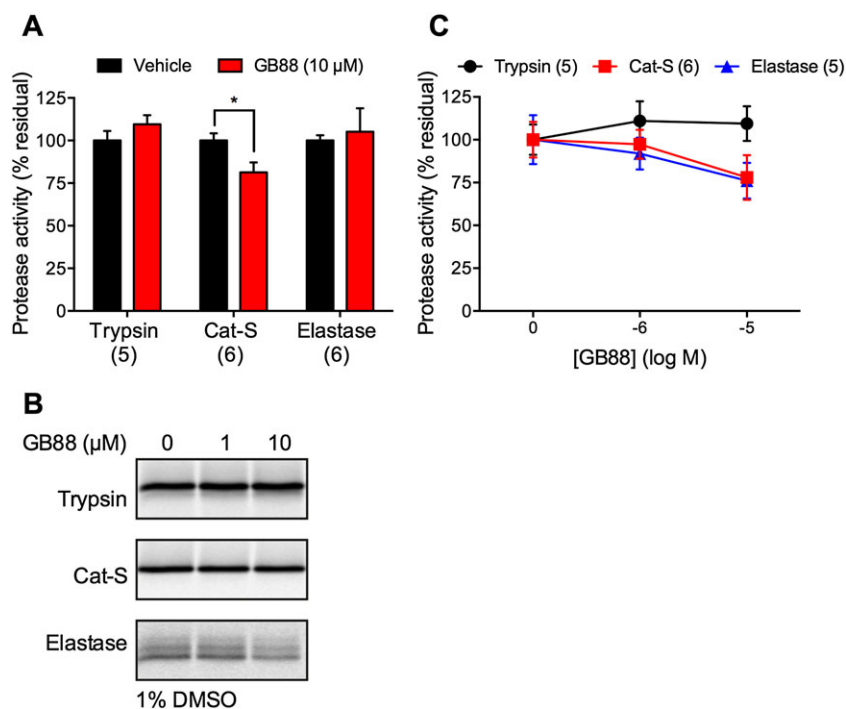 A
Vehicle GB88 (10 µM)
*
Protease activity (% residual)
125
100
75
50
25
0
Trypsin Cat-S Elastase
(5) (6) (6)
C
Trypsin (5) Cat-S (6) Elastase (5)
Protease activity (% residual)
125
100
75
50
25
0
0 -6 -5
[GB88] (log M)
B
GB88 (µM) 0 1 10
Trypsin
Cat-S
Elastase
1% DMSO